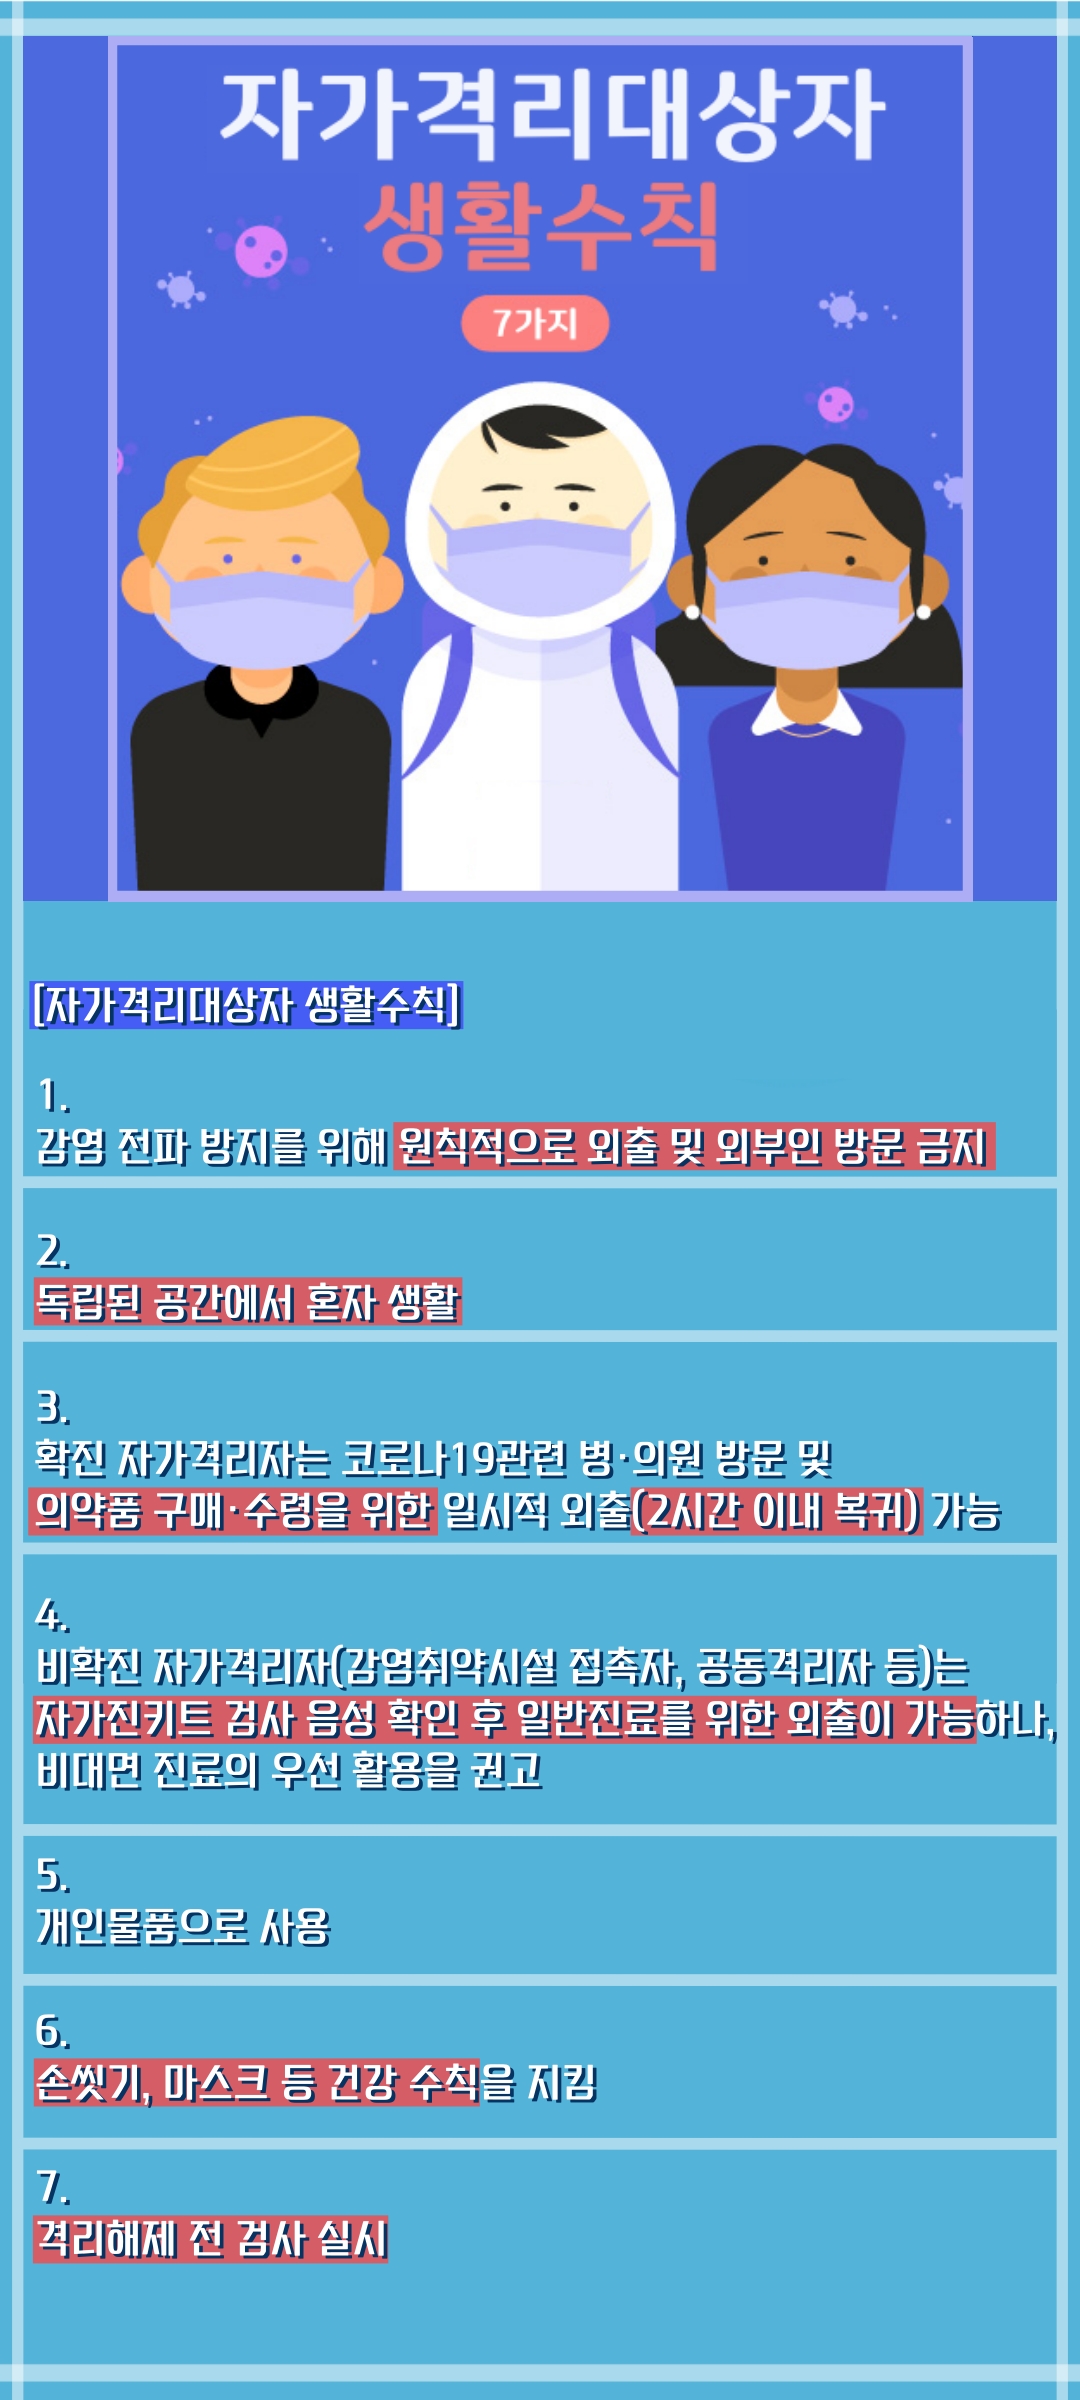 자가격리대상자
생활수칙
7가지
[자가격리대상자 생활수칙]
1.
감염 전파 방지를 위해 원칙적으로 외출 및 외부인 방문 금지
2.
독립된 공간에서 혼자 생활
3.
확진 자가격리자는 코로나19관련 병·의원 방문 및
의약품 구매·수령을 위한 일시적 외출(2시간 이내 복귀) 가능
4.
비확진 자가격리자(감염취약시설 접촉자, 공동격리자 등)는
자가진키트 검사 음성 확인 후 일반진료를 위한 외출이 가능하나,
비대면 진료의 우선 활용을 권고
5.
개인물품으로 사용
6.
손씻기, 마스크 등 건강 수칙을 지킴
7.
격리해제 전 검사 실시